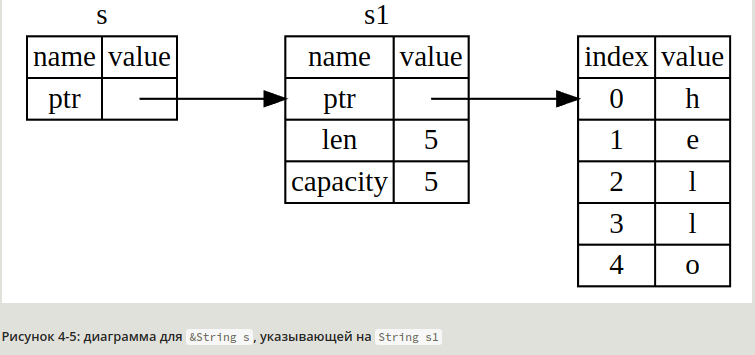 s s1
name value name value index value
ptr ptr 0 h
len 5 1 e
capacity 5 2 l
3 l
4 o
Рисунок 4-5: диаграмма для &String s, указывающей на String s1